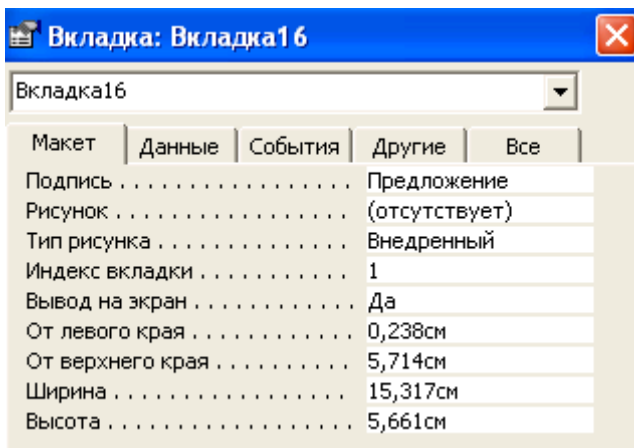 Вкладка: Вкладка16
Вкладка16
Макет Данные События Другие Все
Подпись . . . . . . . . . . . . . . . . . . Предложение
Рисунок . . . . . . . . . . . . . . . . . . (отсутствует)
Тип рисунка . . . . . . . . . . . . . . . Внедренный
Индекс вкладки . . . . . . . . . . . . 1
Вывод на экран . . . . . . . . . . . . Да
От левого края . . . . . . . . . . . . 0,238см
От верхнего края . . . . . . . . . . 5,714см
Ширина . . . . . . . . . . . . . . . . . . 15,317см
Высота . . . . . . . . . . . . . . . . . . . 5,661см